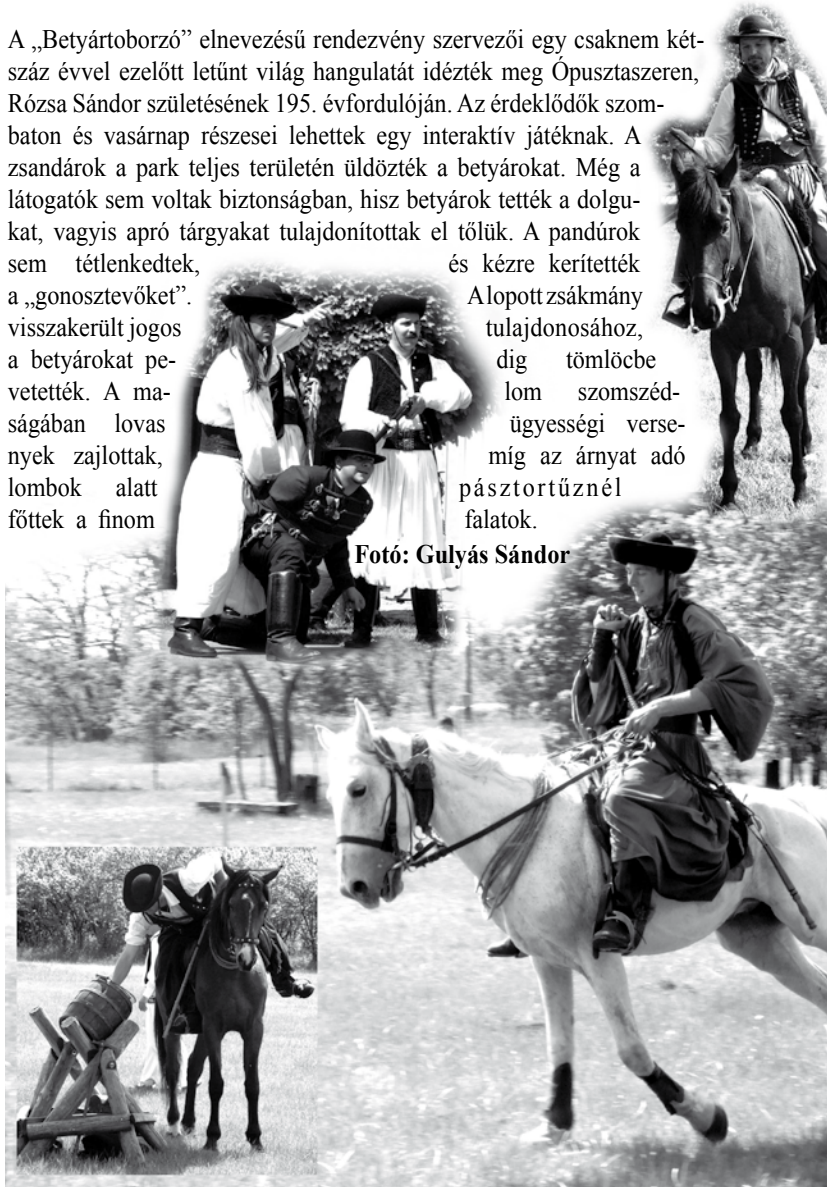 A „Betyártoborzó” elnevezésű rendezvény szervezői egy csaknem két-
száz évvel ezelőtt letűnt világ hangulatát idézték meg Ópusztaszeren,
Rózsa Sándor születésének 195. évfordulóján. Az érdeklődők szom-
baton és vasárnap részesei lehettek egy interaktív játéknak. A
zsandárok a park teljes területén üldözték a betyárokat. Még a
látogatók sem voltak biztonságban, hisz betyárok tették a dolgu-
kat, vagyis apró tárgyakat tulajdonítottak el tőlük. A pandúrok
sem tétlenkedtek, és kézre kerítették
a „gonosztevőket”. A lopott zsákmány
visszakerült jogos tulajdonosához,
a betyárokat pe- dig tömlöcbe
vetették. A ma- lom szomszéd-
ságában lovas ügyességi verse-
nyek zajlottak, míg az árnyat adó
lombok alatt pásztortűznél
főttek a finom falatok.
Fotó: Gulyás Sándor